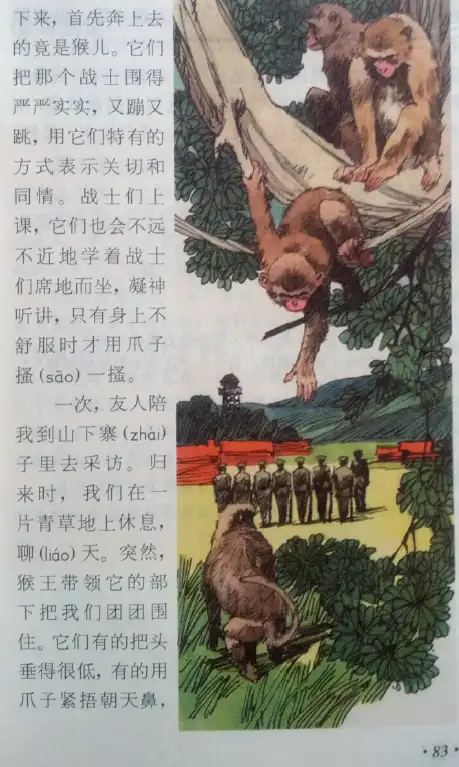 下来，首先奔上去
的竟是猴儿。它们
把那个战士围得
严严实实，又蹦又
跳，用它们特有的
方式表示关切和
同情。战士们上
课，它们也会不远
不近地学着战士
们席地而坐，凝神
听讲，只有身上不
舒服时才用爪子
搔(sāo)一搔。
一次，友人陪
我到山下寨(zhài)
子里去采访。归
来时，我们在一
片青草地上休息，
聊(liáo)天。突然，
猴王带领它的部
下把我们团团围
住。它们有的把头
垂得很低，有的用
爪子紧捂朝天鼻，
·83·